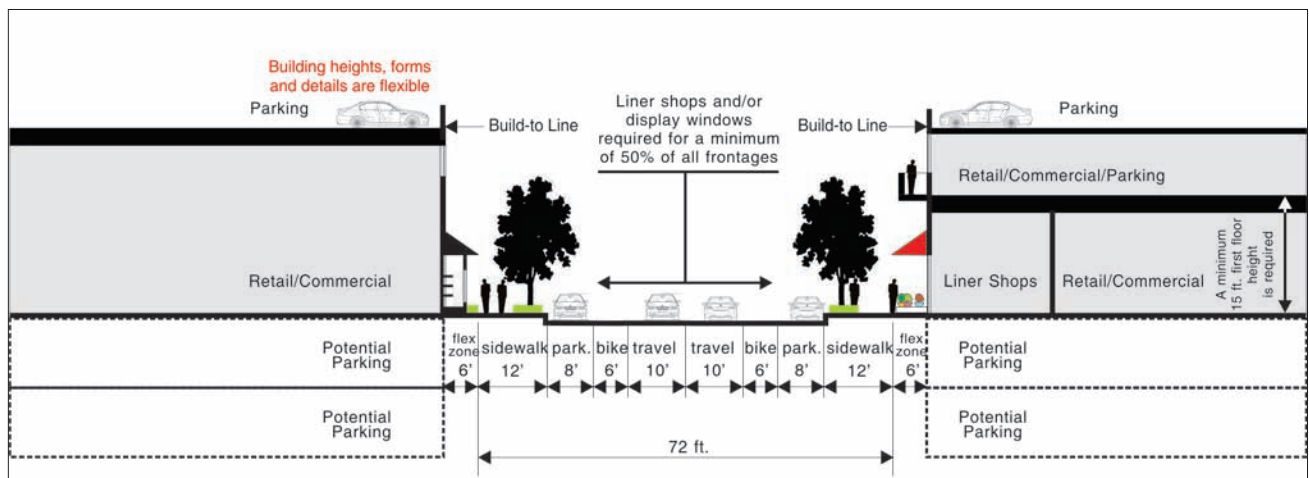 Building heights, forms
and details are flexible
Parking
Build-to Line
Liner shops and/or
display windows
required for a minimum
of 50% of all frontages
Build-to Line
Parking
Retail/Commercial/Parking
Retail/Commercial
Liner Shops
Retail/Commercial
A minimum
15 ft. first floor
height
is required
Potential
Parking
flex
zone
6'
sidewalk
12'
park.
8'
bike
6'
travel
10'
travel
10'
bike
6'
park.
8'
sidewalk
12'
flex
zone
6'
Potential
Parking
Potential
Parking
72 ft.
Potential
Parking